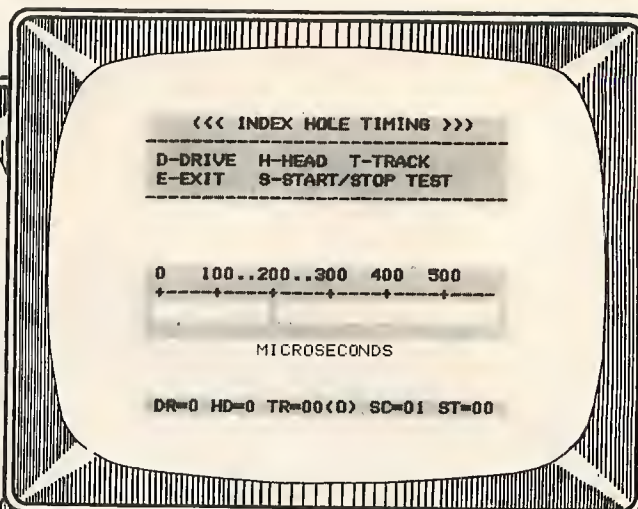 <<< INDEX HOLE TIMING >>>
D-DRIVE H-HEAD T-TRACK
E-EXIT S-START/STOP TEST
0 100..200..300 400 500
MICROSECONDS
DR=0 HD=0 TR=00(0) SC=01 ST=00